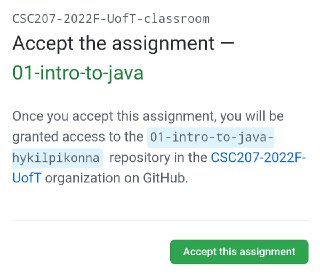 CSC207-2022F-UofT-classroom
Accept the assignment —
01-intro-to-java
Once you accept this assignment, you will be
granted access to the 01-intro-to-java-
hykilpikonna repository in the CSC207-2022F-
UofT organization on GitHub.
Accept this assignment